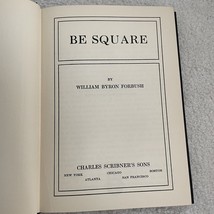 BE SQUARE
BY
WILLIAM BYRON FORBUSH
CHARLES SCRIBNER'S SONS
NEW YORK CHICAGO BOSTON
ATLANTA SAN FRANCISCO